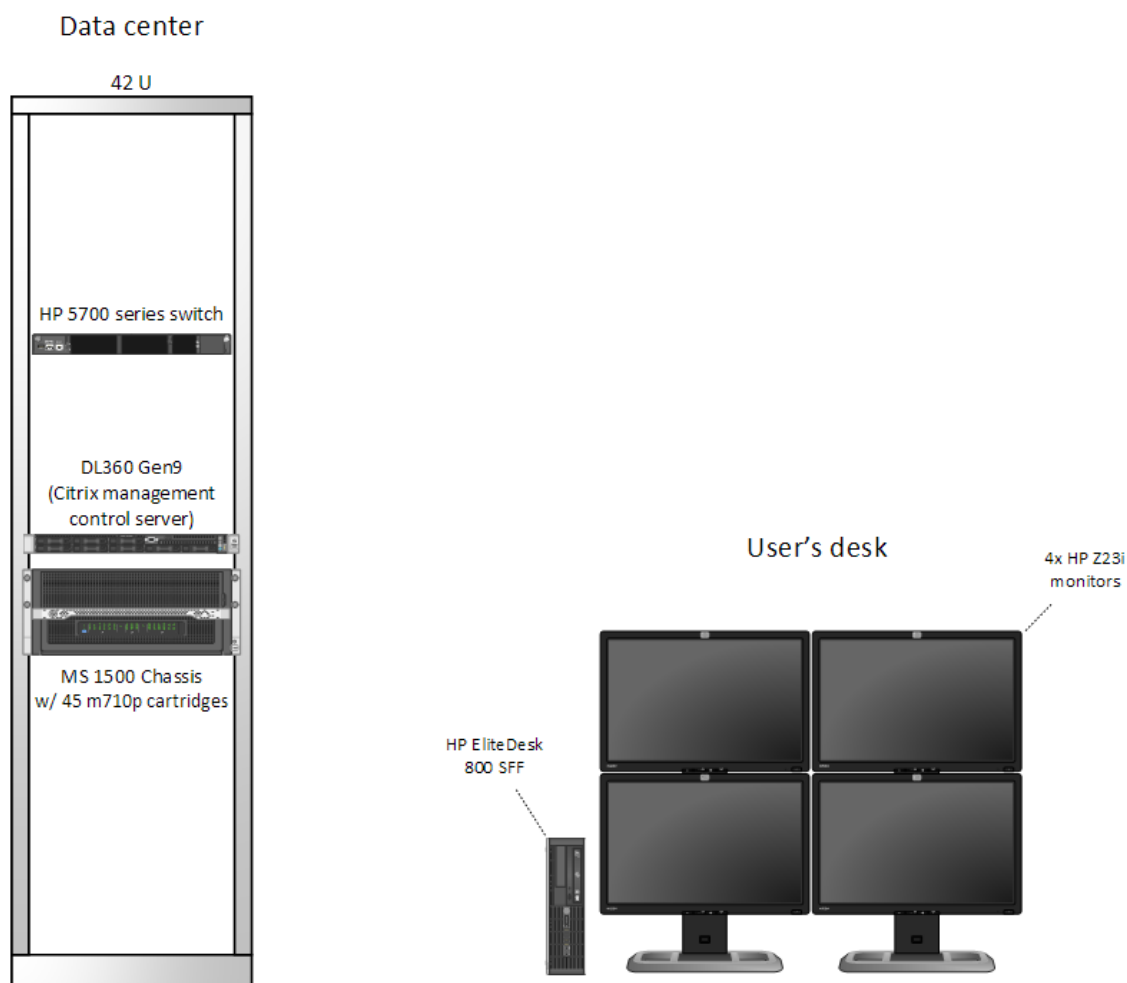 Data center
42 U
HP 5700 series switch
DL360 Gen9
(Citrix management
control server)
MS 1500 Chassis
w/ 45 m710p cartridges
User's desk
4x HP Z23i
monitors
HP EliteDesk
800 SFF